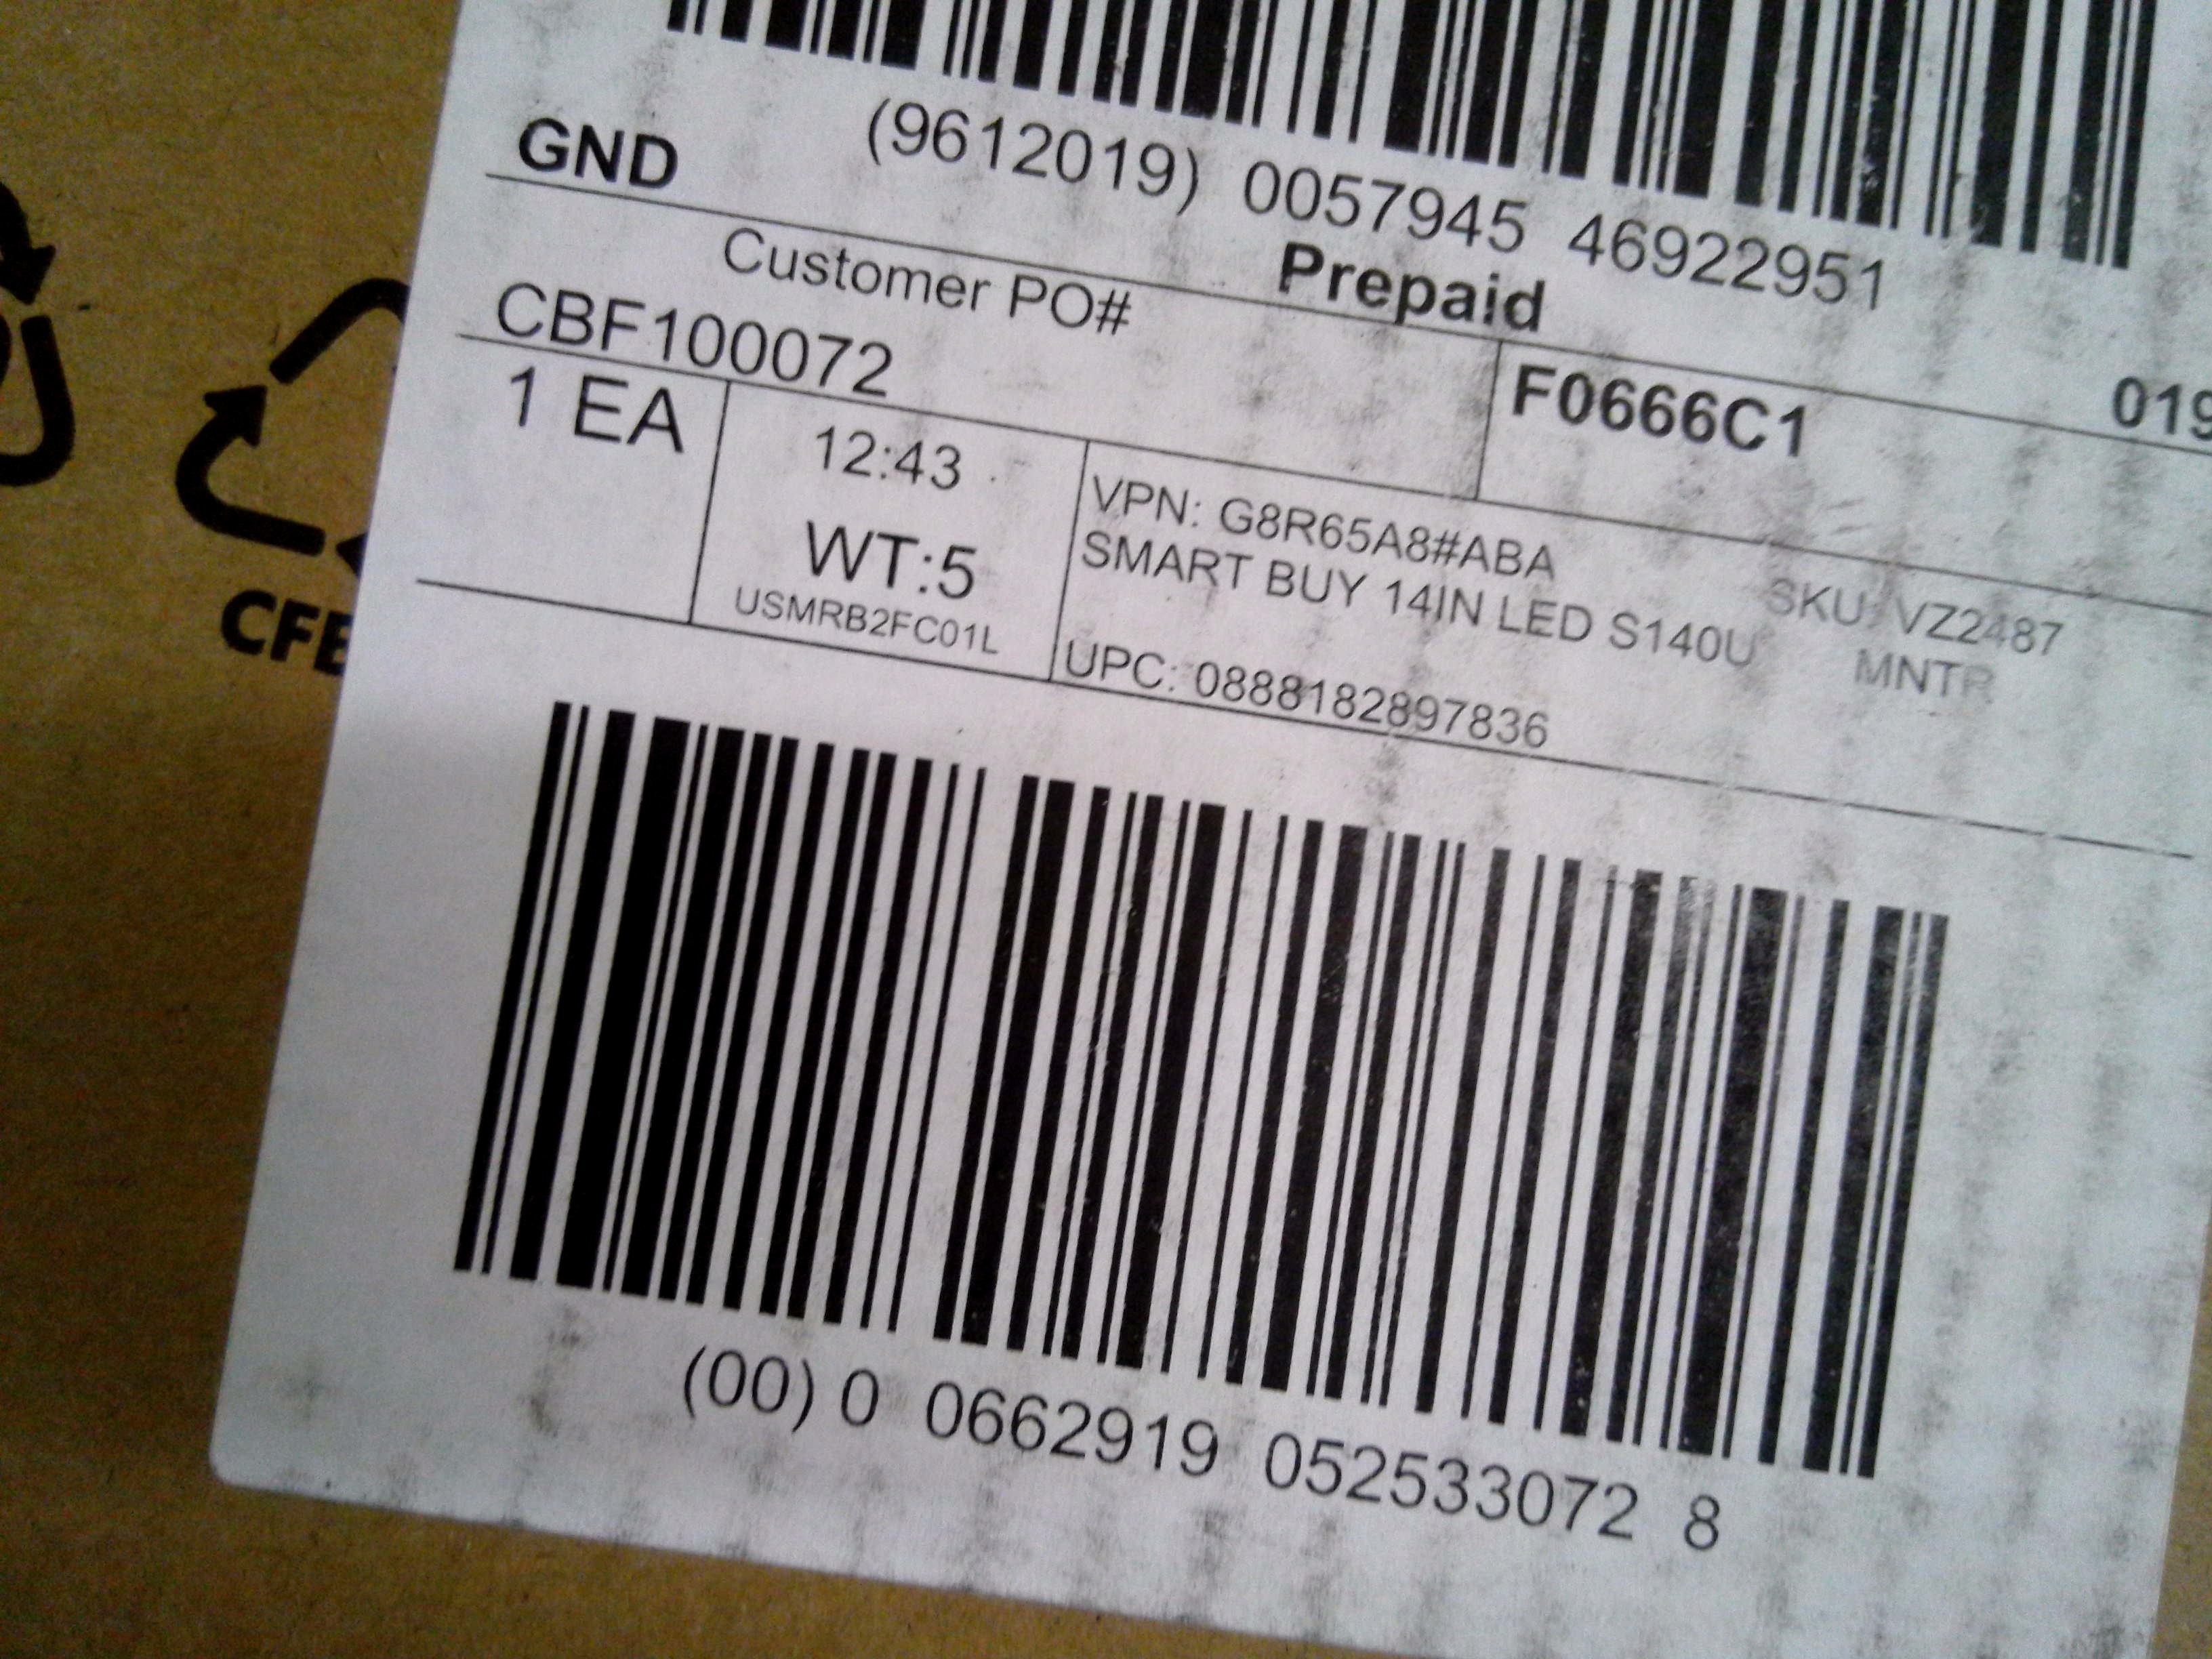 (9612019) 0057945 46922951
GND
Prepaid
Customer PO#
CBF100072
F0666C1
019
1 EA
12:43
WT:5
USMRB2FC01L
VPN: G8R65A8#ABA
SKU: VZ2487
SMART BUY 14IN LED S140U MNTR
UPC: 0888182897836
CFE
(00) 0 0662919 052533072 8